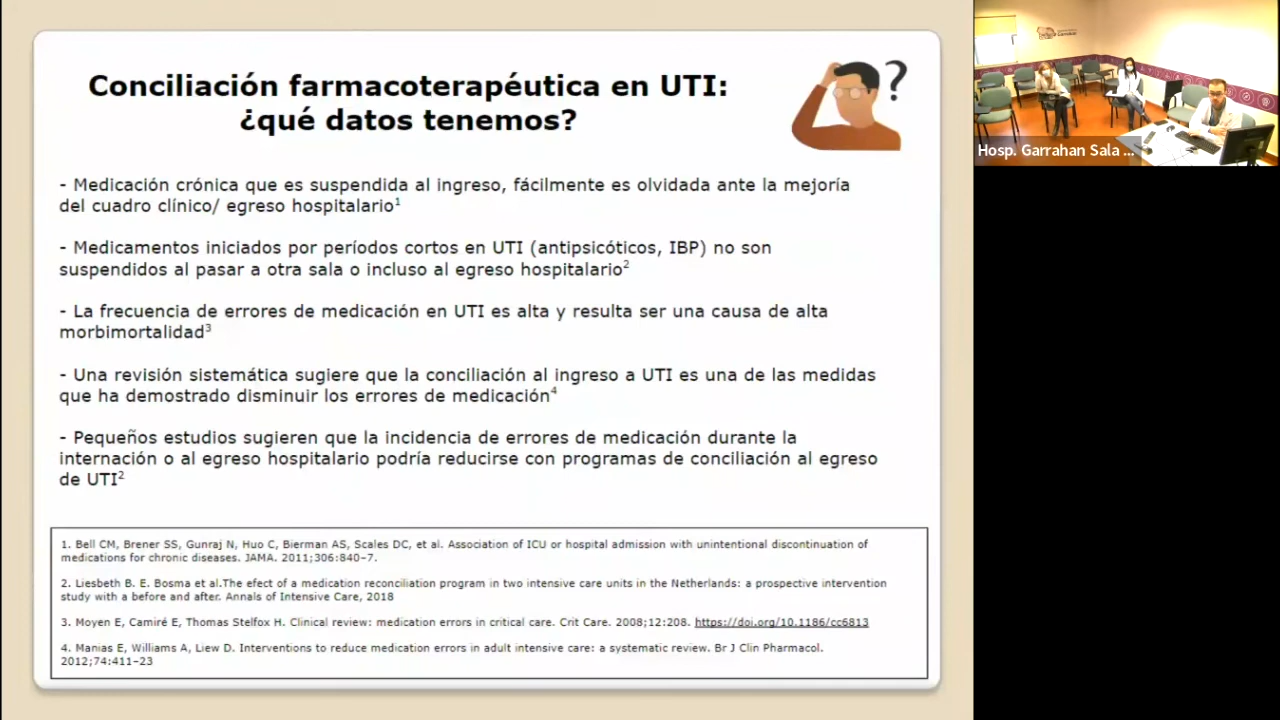 Conciliación farmacoterapéutica en UTI:
¿qué datos tenemos?
?
- Medicación crónica que es suspendida al ingreso, fácilmente es olvidada ante la mejoría
del cuadro clínico/ egreso hospitalario1
- Medicamentos iniciados por períodos cortos en UTI (antipsicóticos, IBP) no son
suspendidos al pasar a otra sala o incluso al egreso hospitalario2
- La frecuencia de errores de medicación en UTI es alta y resulta ser una causa de alta
morbimortalidad3
- Una revisión sistemática sugiere que la conciliación al ingreso a UTI es una de las medidas
que ha demostrado disminuir los errores de medicación4
- Pequeños estudios sugieren que la incidencia de errores de medicación durante la
internación o al egreso hospitalario podría reducirse con programas de conciliación al egreso
de UTI2
1. Bell CM, Brener SS, Gunraj N, Huo C, Bierman AS, Scales DC, et al. Association of ICU or hospital admission with unintentional discontinuation of
medications for chronic diseases. JAMA. 2011;306:840–7.
2. Liesbeth B. E. Bosma et al.The efect of a medication reconciliation program in two intensive care units in the Netherlands: a prospective intervention
study with a before and after. Annals of Intensive Care, 2018
3. Moyen E, Camiré E, Thomas Stelfox H. Clinical review: medication errors in critical care. Crit Care. 2008;12:208. https://doi.org/10.1186/cc6813
4. Manias E, Williams A, Liew D. Interventions to reduce medication errors in adult intensive care: a systematic review. Br J Clin Pharmacol.
2012;74:411–23
Hosp. Garrahan Sala ...